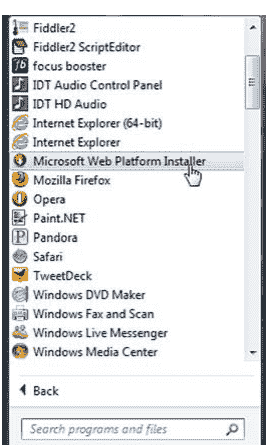 Fiddler2
Fiddler2 ScriptEditor
focus booster
IDT Audio Control Panel
IDT HD Audio
Internet Explorer (64-bit)
Internet Explorer
Microsoft Web Platform Installer
Mozilla Firefox
Opera
Paint.NET
Pandora
Safari
TweetDeck
Windows DVD Maker
Windows Fax and Scan
Windows Live Messenger
Windows Media Center
Back
Search programs and files